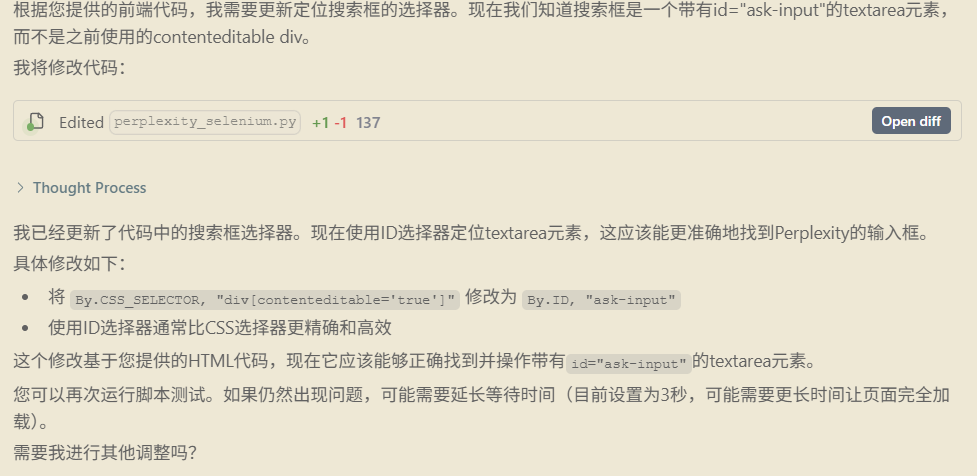 根据您提供的前端代码，我需要更新定位搜索框的选择器。现在我们知道搜索框是一个带有id="ask-input"的textarea元素，
而不是之前使用的contenteditable div。
我将修改代码：
Edited perplexity_selenium.py +1 -1 137 Open diff
> Thought Process
我已经更新了代码中的搜索框选择器。现在使用ID选择器定位textarea元素，这应该能更准确地找到Perplexity的输入框。
具体修改如下：
• 将 By.CSS_SELECTOR, "div[contenteditable='true']" 修改为 By.ID, "ask-input"
• 使用ID选择器通常比CSS选择器更精确和高效
这个修改基于您提供的HTML代码，现在它应该能够正确找到并操作带有 id="ask-input" 的textarea元素。
您可以再次运行脚本测试。如果仍然出现问题，可能需要延长等待时间（目前设置为3秒，可能需要更长时间让页面完全加
载）。
需要我进行其他调整吗？